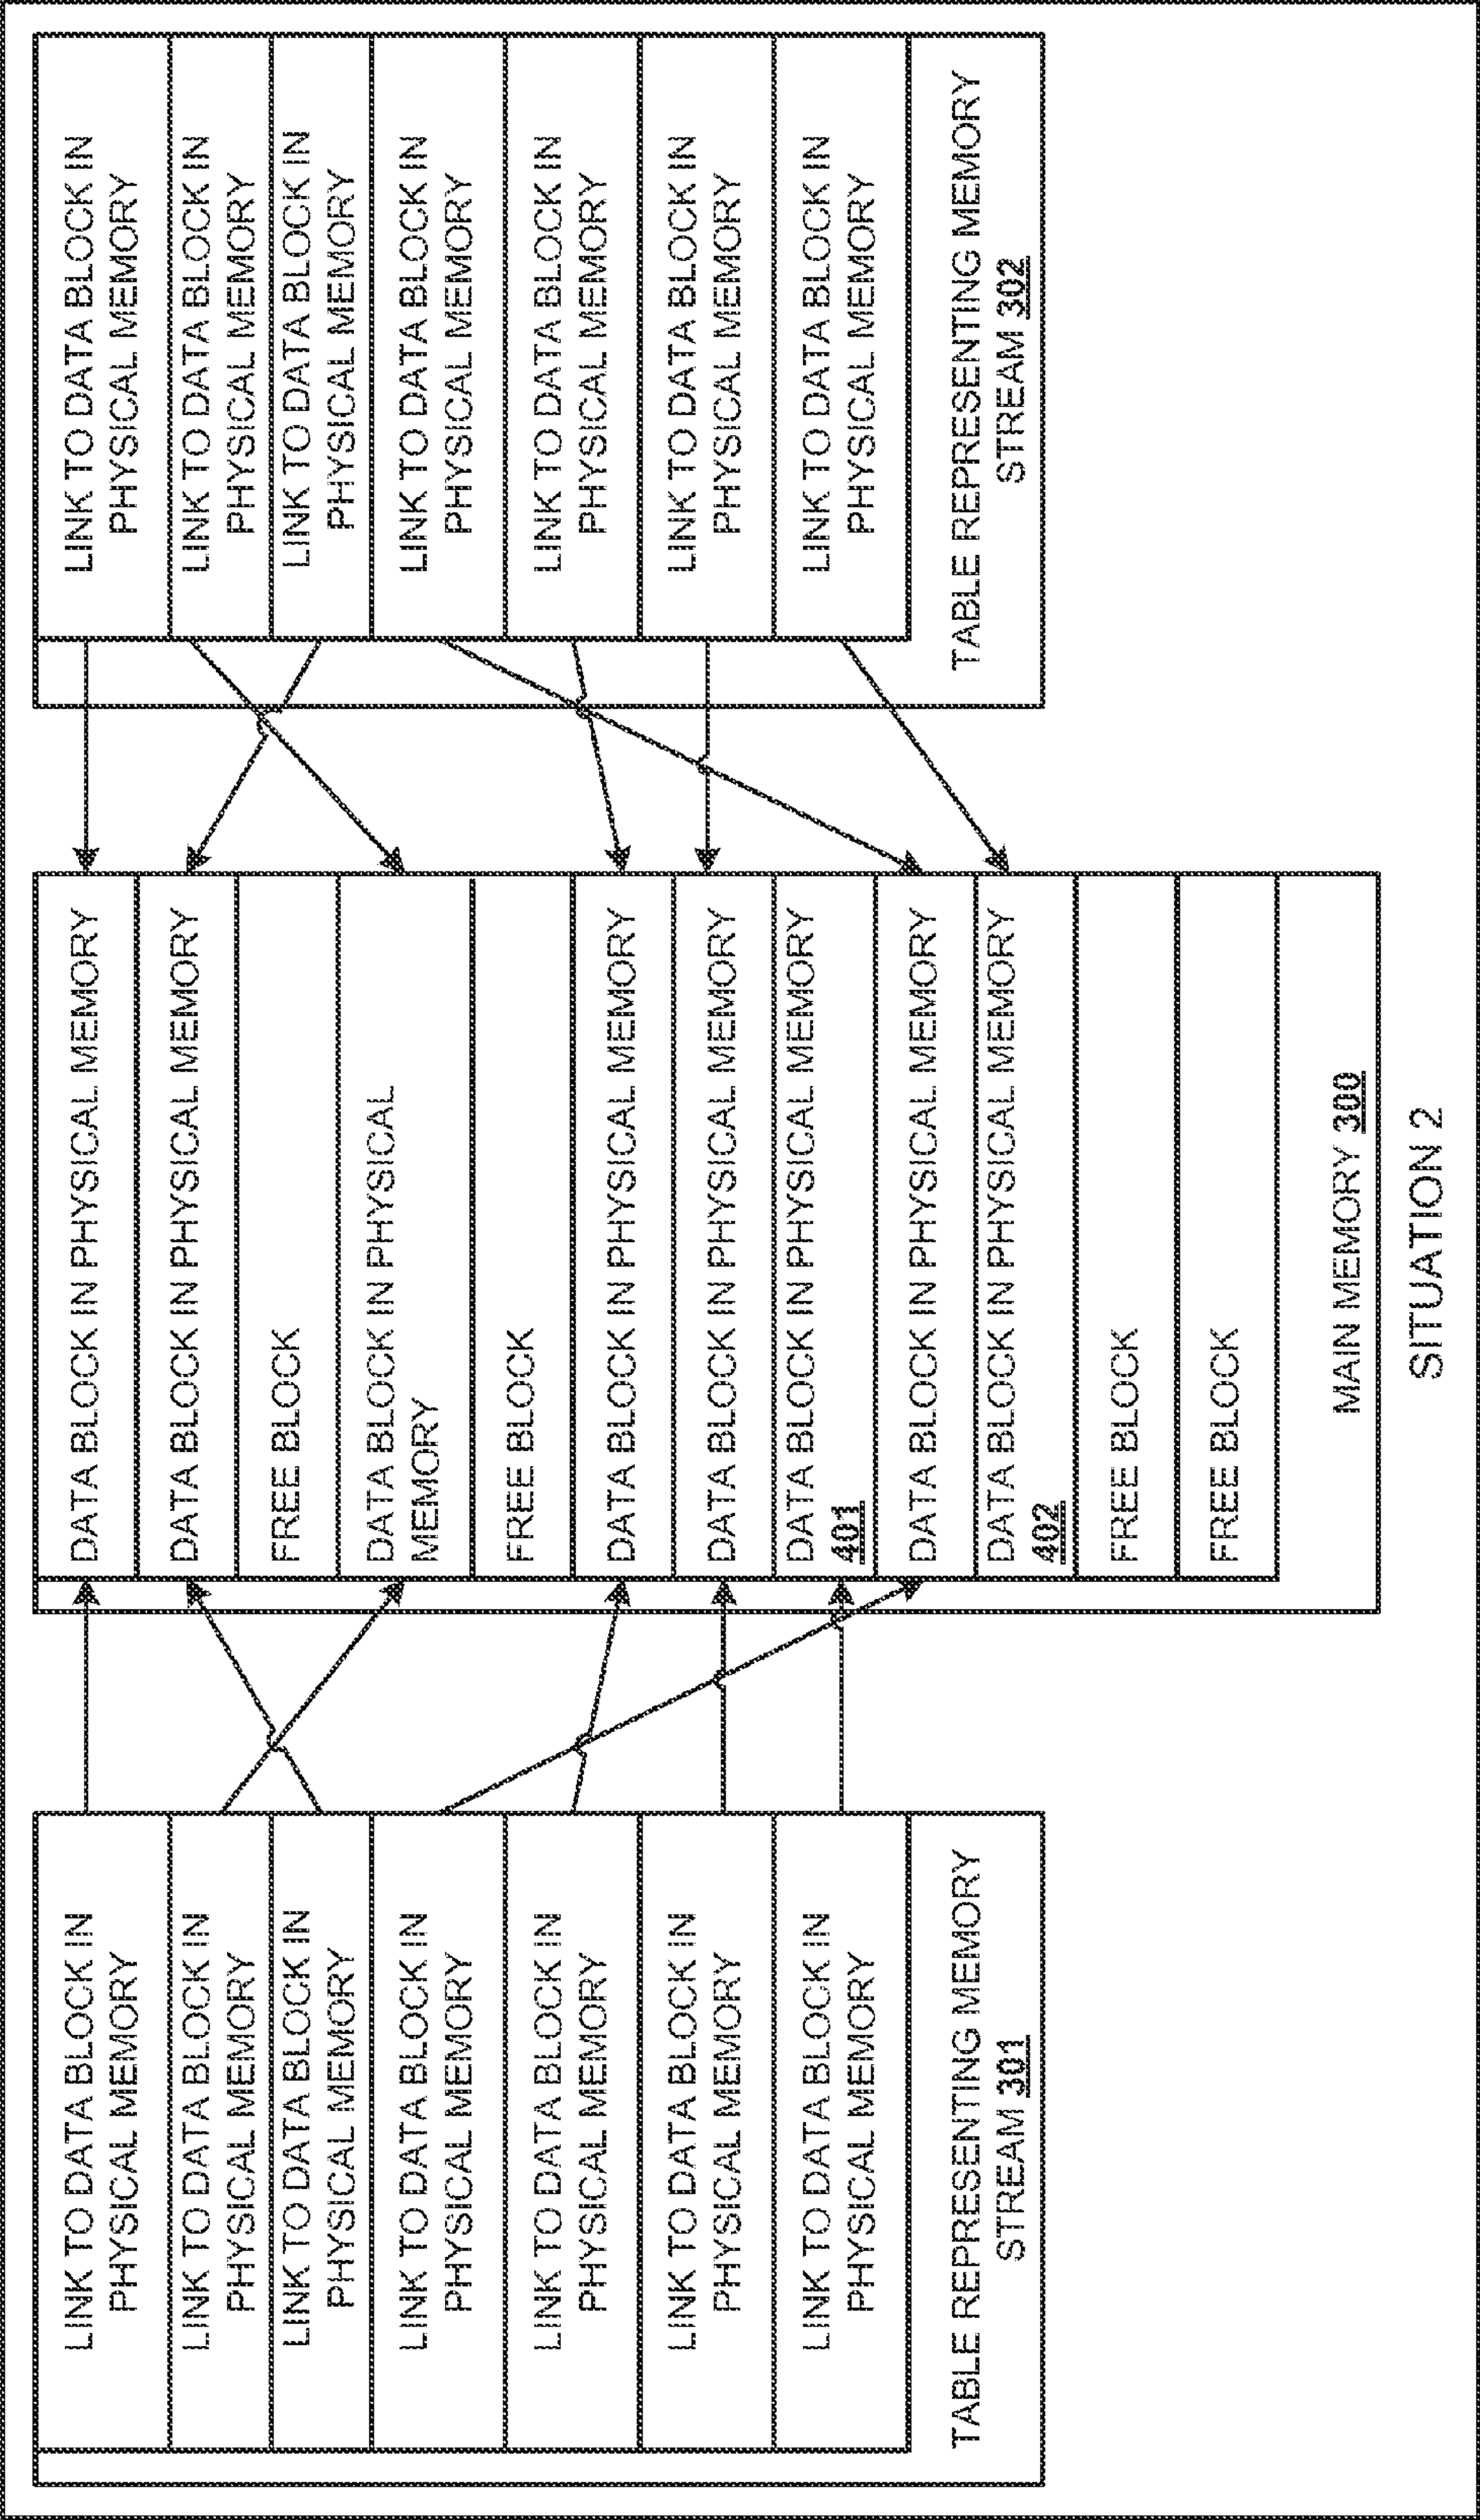 LINK TO DATA BLOCK IN
PHYSICAL MEMORY
LINK TO DATA BLOCK IN
PHYSICAL MEMORY
LINK TO DATA BLOCK IN
PHYSICAL MEMORY
LINK TO DATA BLOCK IN
PHYSICAL MEMORY
LINK TO DATA BLOCK IN
PHYSICAL MEMORY
LINK TO DATA BLOCK IN
PHYSICAL MEMORY
LINK TO DATA BLOCK IN
PHYSICAL MEMORY
TABLE REPRESENTING MEMORY
STREAM 301
DATA BLOCK IN PHYSICAL MEMORY
DATA BLOCK IN PHYSICAL MEMORY
FREE BLOCK
DATA BLOCK IN PHYSICAL
MEMORY
FREE BLOCK
DATA BLOCK IN PHYSICAL MEMORY
DATA BLOCK IN PHYSICAL MEMORY
DATA BLOCK IN PHYSICAL MEMORY
401
DATA BLOCK IN PHYSICAL MEMORY
DATA BLOCK IN PHYSICAL MEMORY
402
FREE BLOCK
FREE BLOCK
MAIN MEMORY 300
LINK TO DATA BLOCK IN
PHYSICAL MEMORY
LINK TO DATA BLOCK IN
PHYSICAL MEMORY
LINK TO DATA BLOCK IN
PHYSICAL MEMORY
LINK TO DATA BLOCK IN
PHYSICAL MEMORY
LINK TO DATA BLOCK IN
PHYSICAL MEMORY
LINK TO DATA BLOCK IN
PHYSICAL MEMORY
LINK TO DATA BLOCK IN
PHYSICAL MEMORY
TABLE REPRESENTING MEMORY
STREAM 302
SITUATION 2